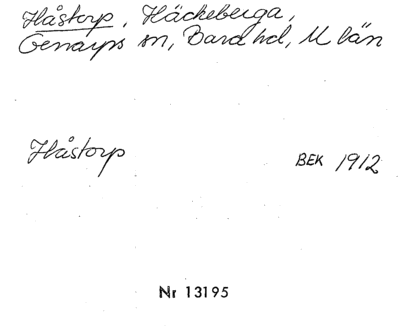 Håstorp, Häckeberga,
Genarps sn, Bara hd, M län
Håstorp
BEK 1912
Nr 13195